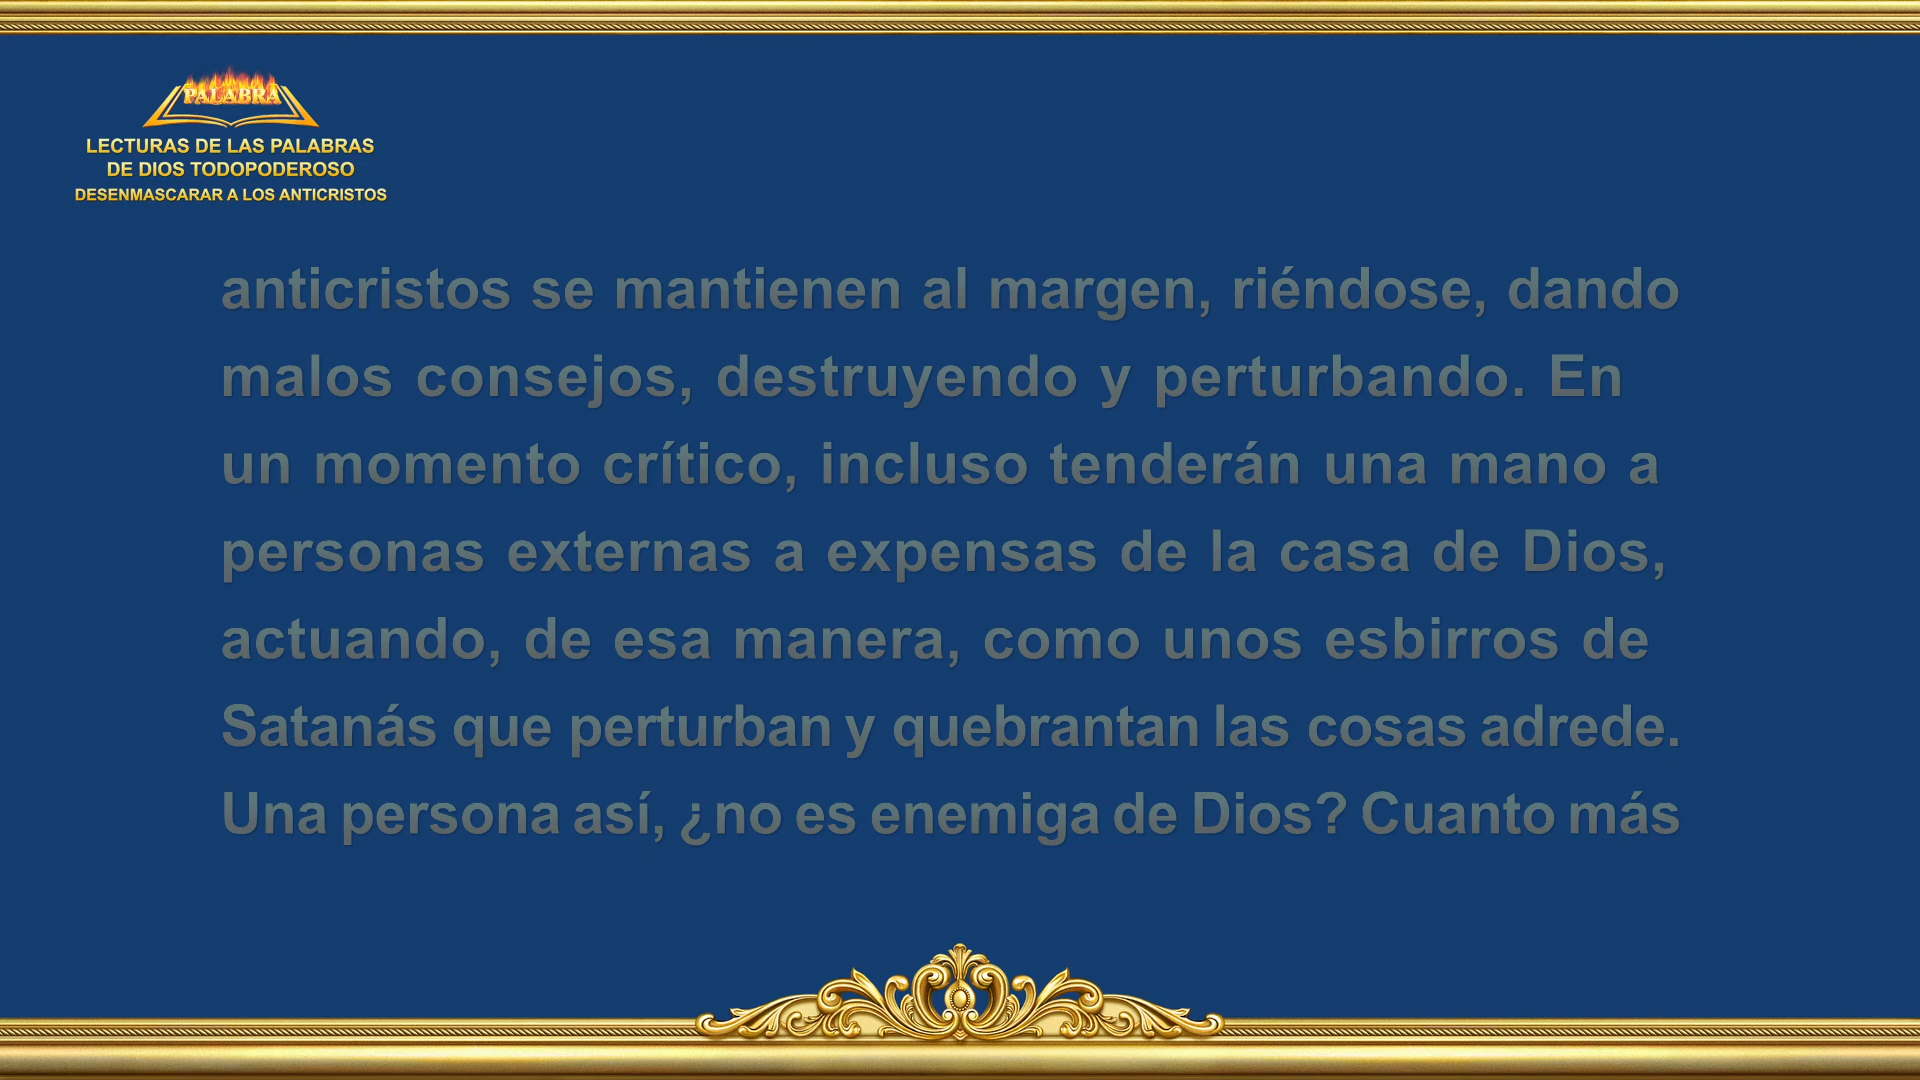 PALABRA
LECTURAS DE LAS PALABRAS
DE DIOS TODOPODEROSO
DESENMASCARAR A LOS ANTICRISTOS
anticristos se mantienen al margen, riéndose, dando
malos consejos, destruyendo y perturbando. En
un momento crítico, incluso tenderán una mano a
personas externas a expensas de la casa de Dios,
actuando, de esa manera, como unos esbirros de
Satanás que perturban y quebrantan las cosas adrede.
Una persona así, ¿no es enemiga de Dios? Cuanto más